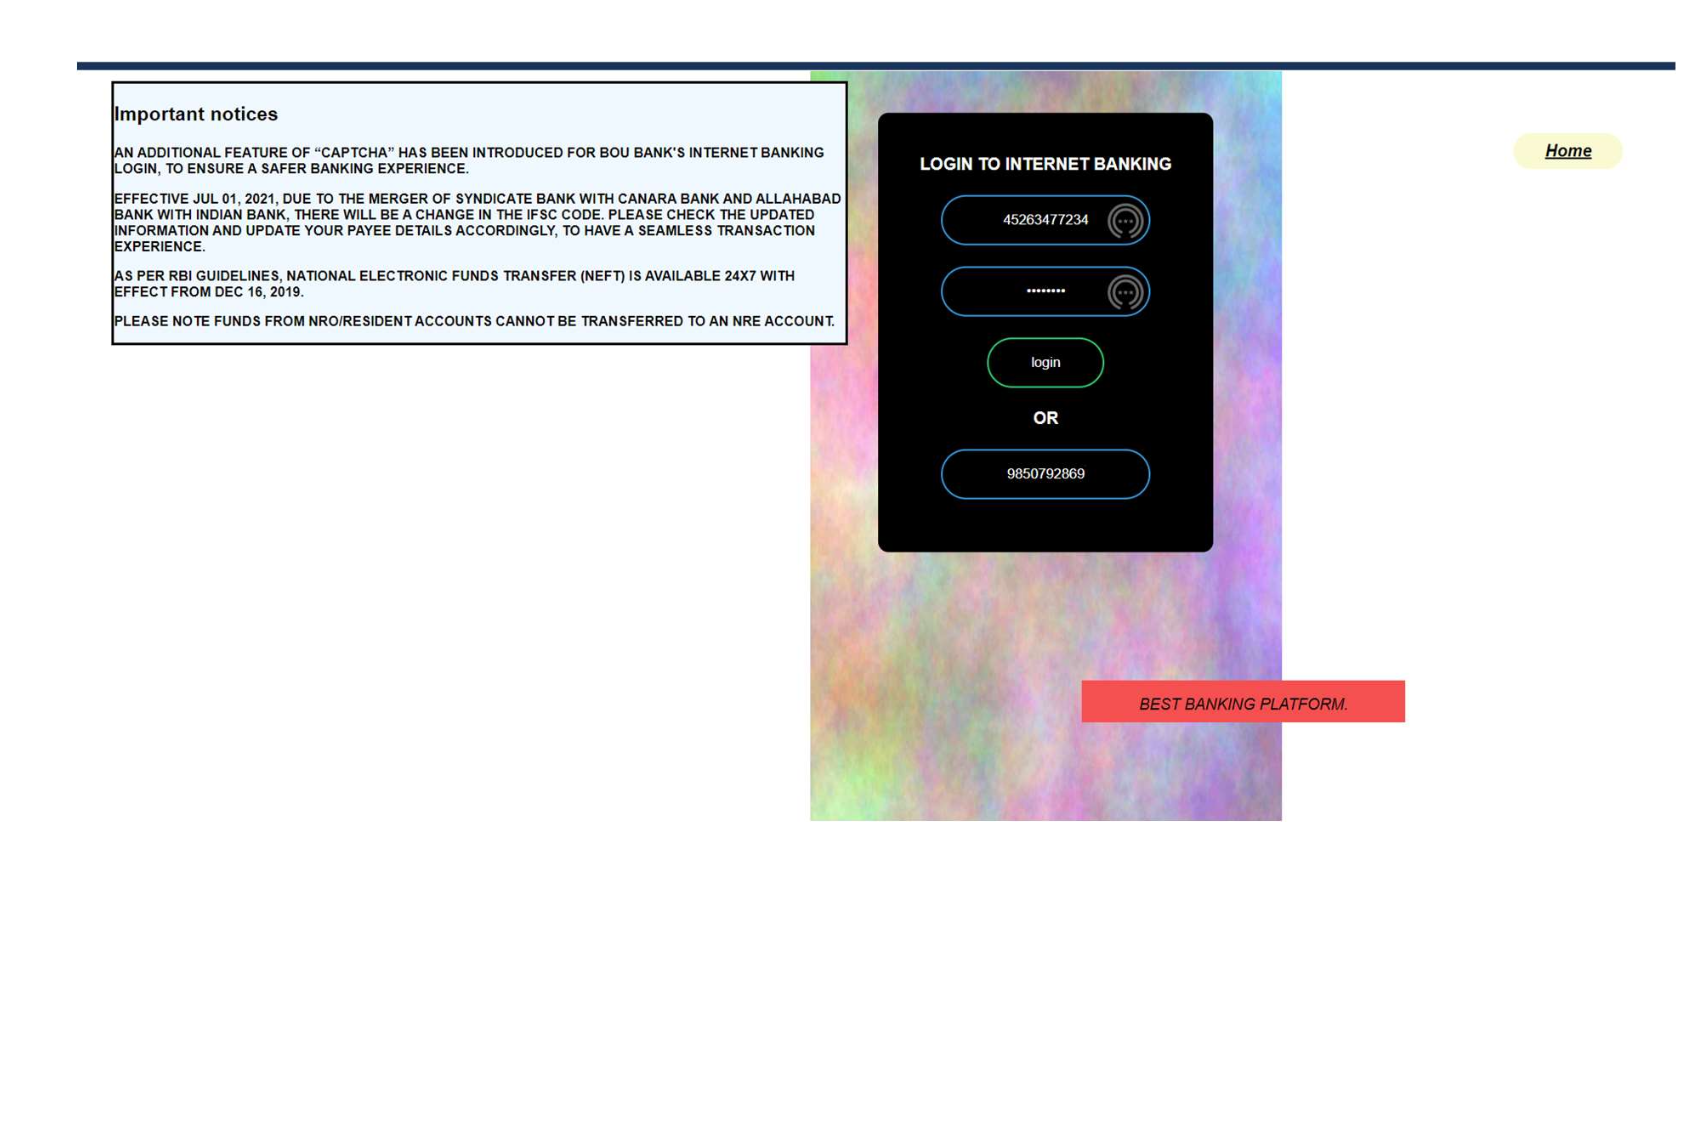 Important notices
AN ADDITIONAL FEATURE OF “CAPTCHA” HAS BEEN INTRODUCED FOR BOU BANK'S INTERNET BANKING
LOGIN, TO ENSURE A SAFER BANKING EXPERIENCE.
EFFECTIVE JUL 01, 2021, DUE TO THE MERGER OF SYNDICATE BANK WITH CANARA BANK AND ALLAHABAD
BANK WITH INDIAN BANK, THERE WILL BE A CHANGE IN THE IFSC CODE. PLEASE CHECK THE UPDATED
INFORMATION AND UPDATE YOUR PAYEE DETAILS ACCORDINGLY, TO HAVE A SEAMLESS TRANSACTION
EXPERIENCE.
AS PER RBI GUIDELINES, NATIONAL ELECTRONIC FUNDS TRANSFER (NEFT) IS AVAILABLE 24X7 WITH
EFFECT FROM DEC 16, 2019.
PLEASE NOTE FUNDS FROM NRO/RESIDENT ACCOUNTS CANNOT BE TRANSFERRED TO AN NRE ACCOUNT.
LOGIN TO INTERNET BANKING
45263477234
••••••••
login
OR
9850792869
Home
BEST BANKING PLATFORM.